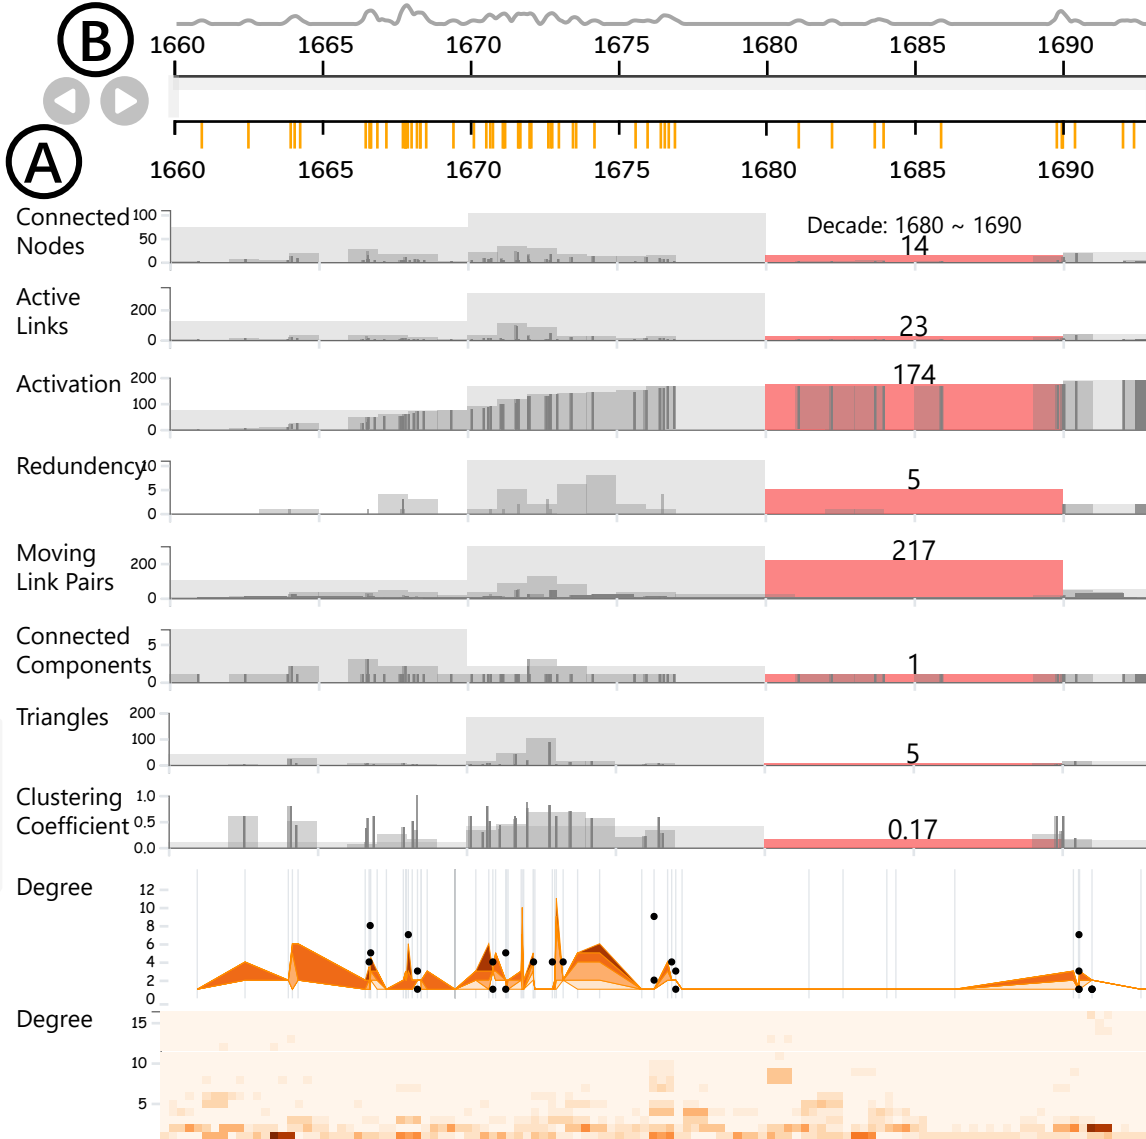 B
1660 1665 1670 1675 1680 1685 1690
A
1660 1665 1670 1675 1680 1685 1690
Connected
Nodes
100
50
0
Decade: 1680 ~ 1690
14
Active
Links
200
0
23
Activation
200
100
0
174
Redundency
10
5
0
5
Moving
Link Pairs
200
0
217
Connected
Components
5
0
1
Triangles
200
100
0
5
Clustering
Coefficient
1.0
0.5
0.0
0.17
Degree
12
10
8
6
4
2
0
Degree
15
10
5